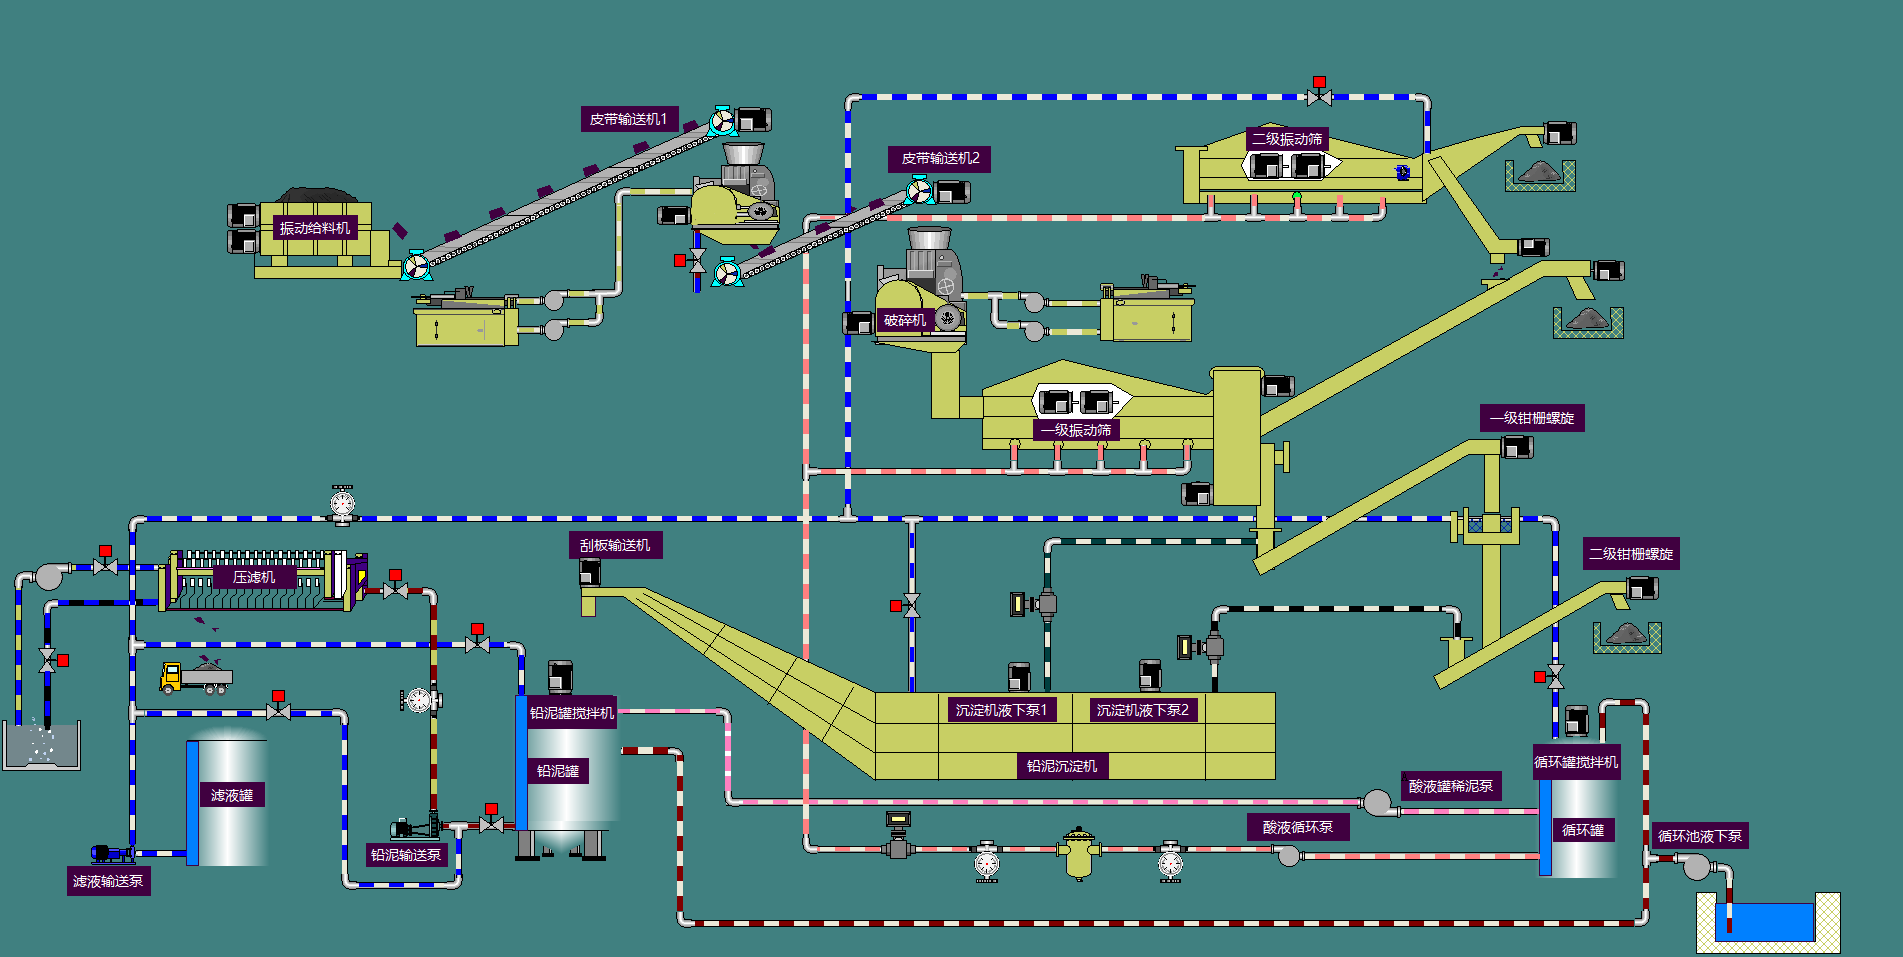 皮带输送机1
二级振动筛
皮带输送机2
振动给料机
破碎机
一级钳栅螺旋
一级振动筛
刮板输送机
二级钳栅螺旋
压滤机
沉淀机液下泵1
沉淀机液下泵2
铅泥罐搅拌机
循环罐搅拌机
铅泥沉淀机
铅泥罐
酸液罐稀泥泵
滤液罐
酸液循环泵
循环罐
循环池液下泵
铅泥输送泵
滤液输送泵